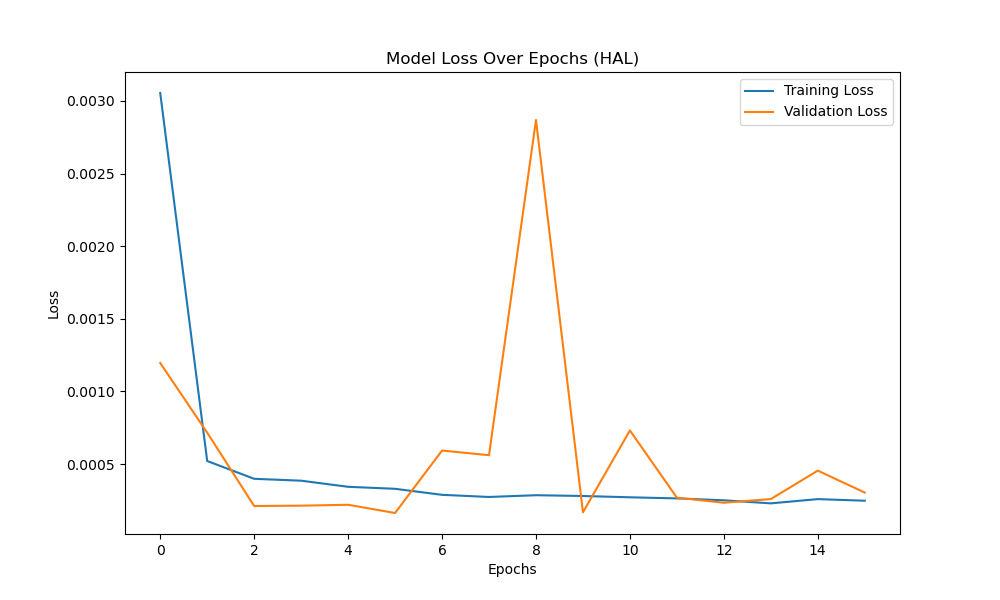 Model Loss Over Epochs (HAL)
Training Loss
Validation Loss
0.0030
0.0025
0.0020
0.0015
0.0010
0.0005
Loss
0 2 4 6 8 10 12 14
Epochs